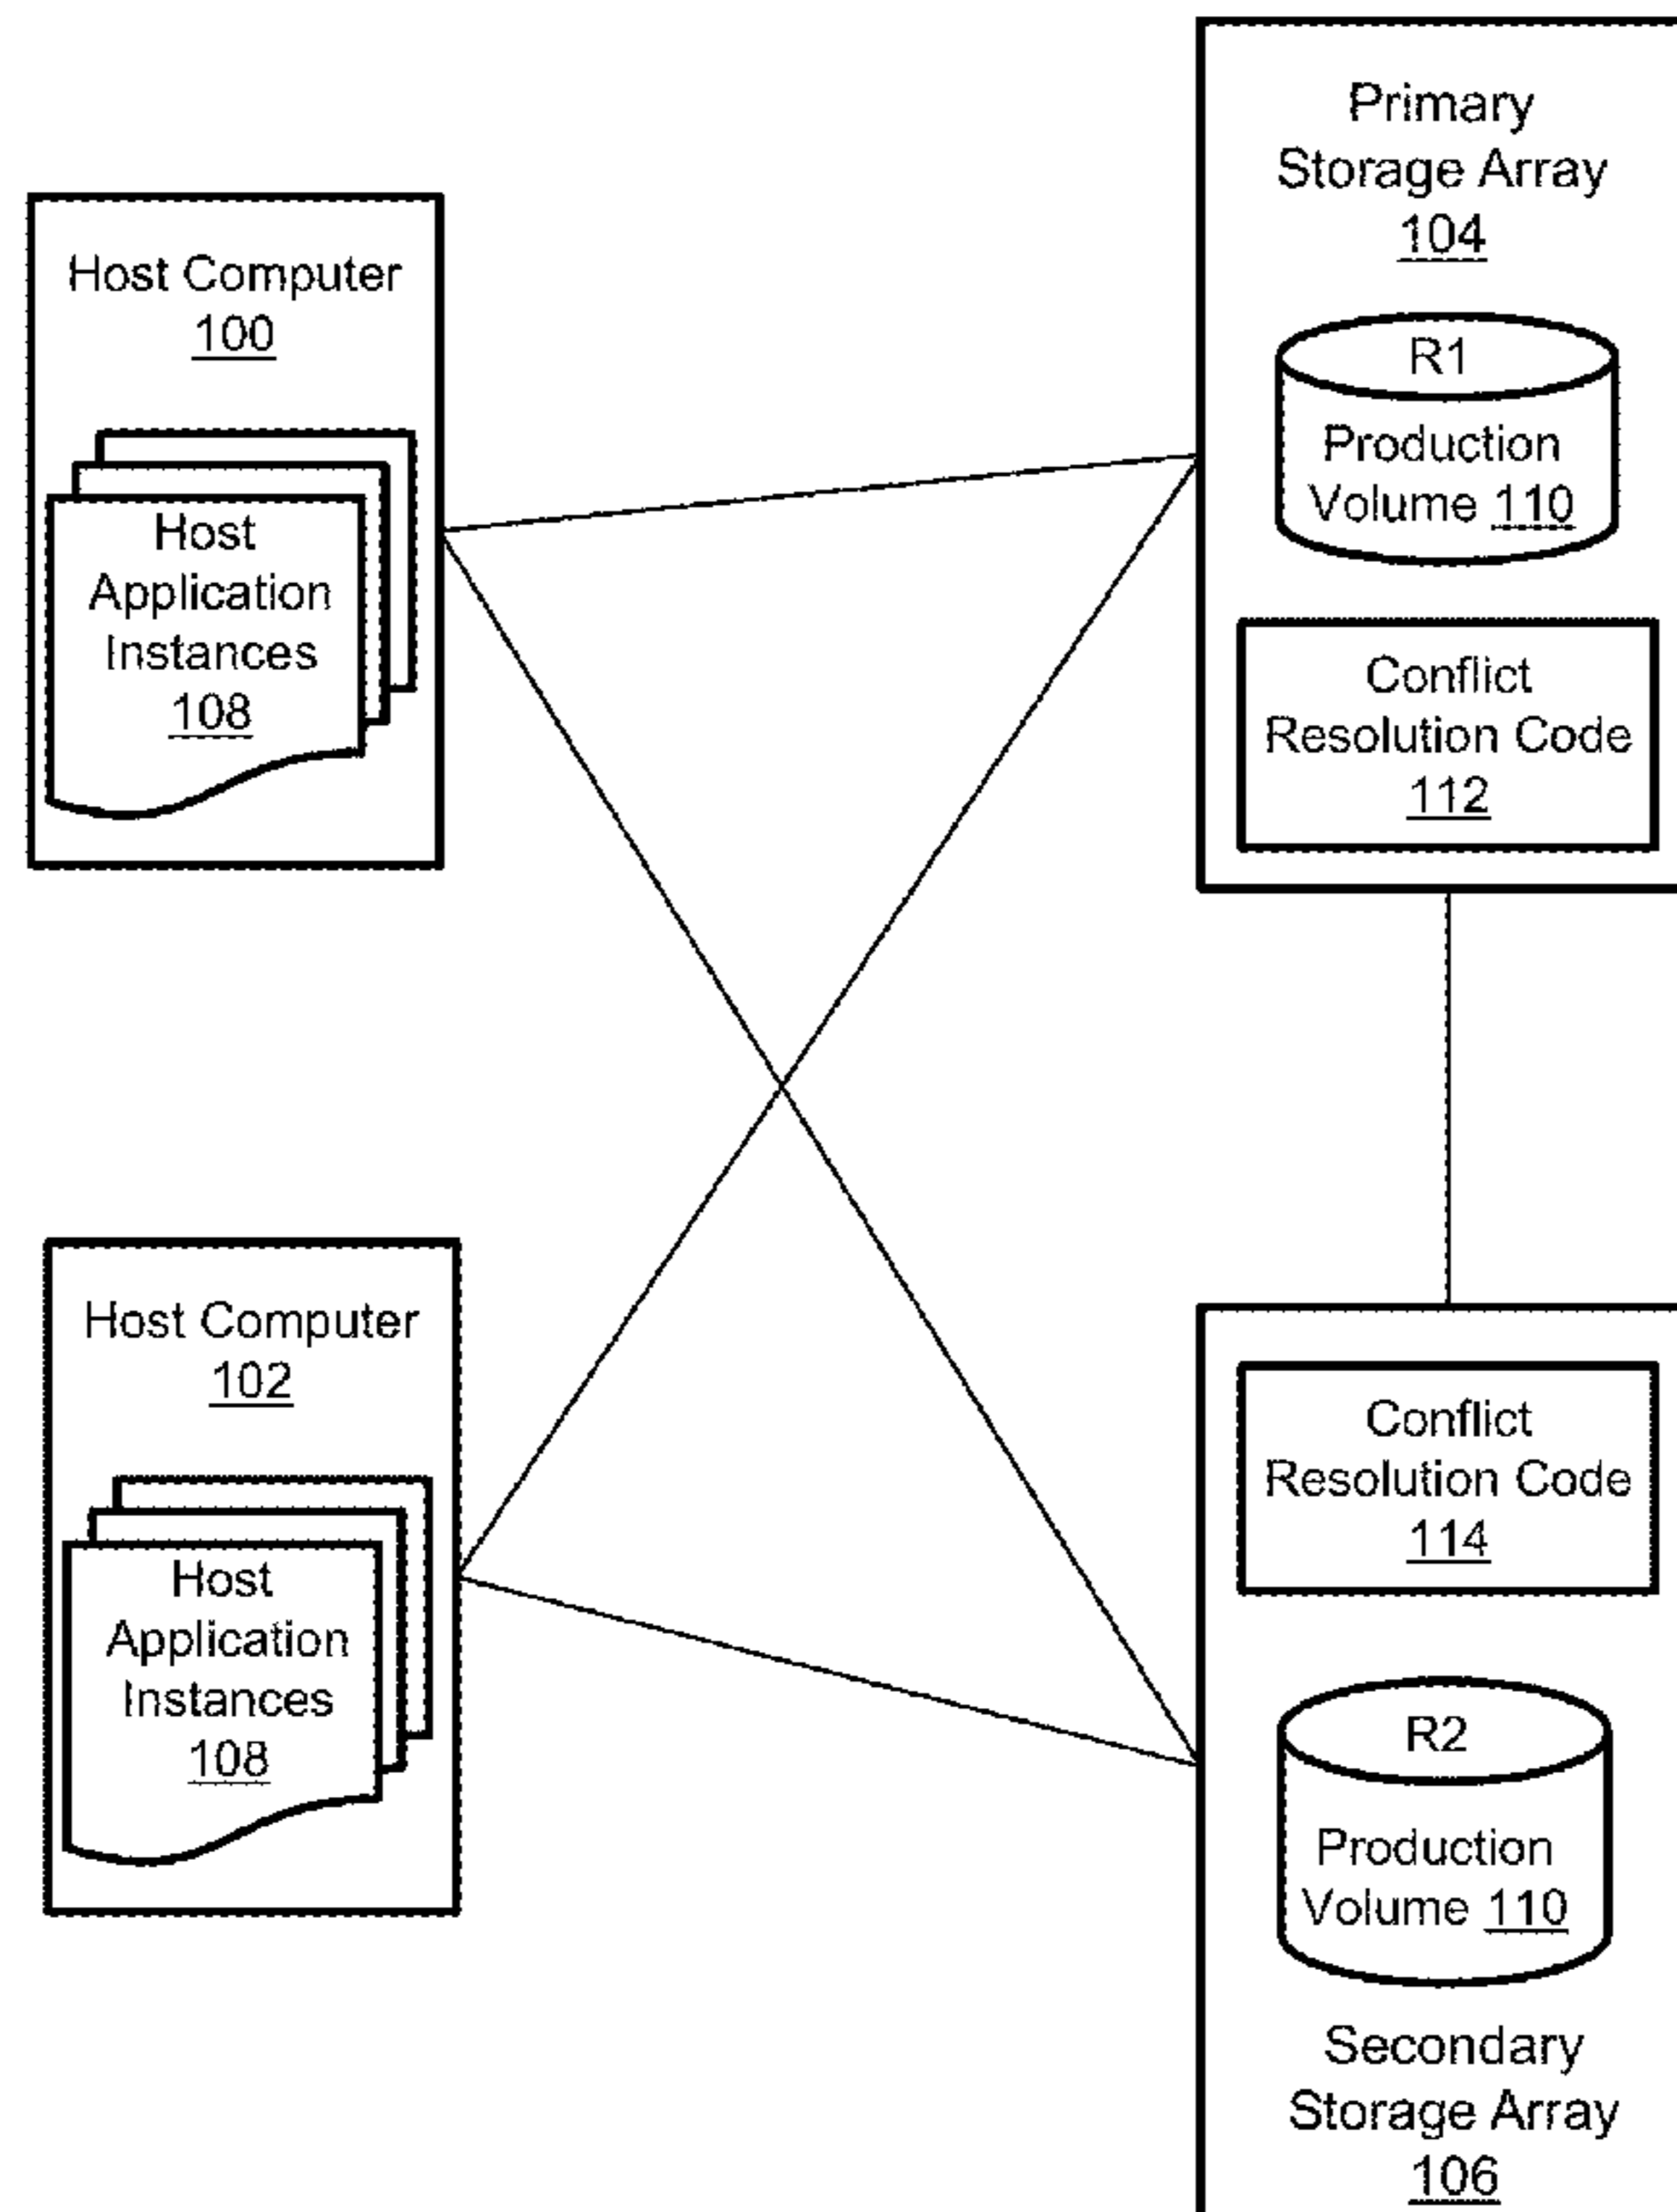 Primary
Storage Array
104
R1
Production
Volume 110
Conflict
Resolution Code
112
Host Computer
100
Host
Application
Instances
108
Host Computer
102
Host
Application
Instances
108
Conflict
Resolution Code
114
R2
Production
Volume 110
Secondary
Storage Array
106